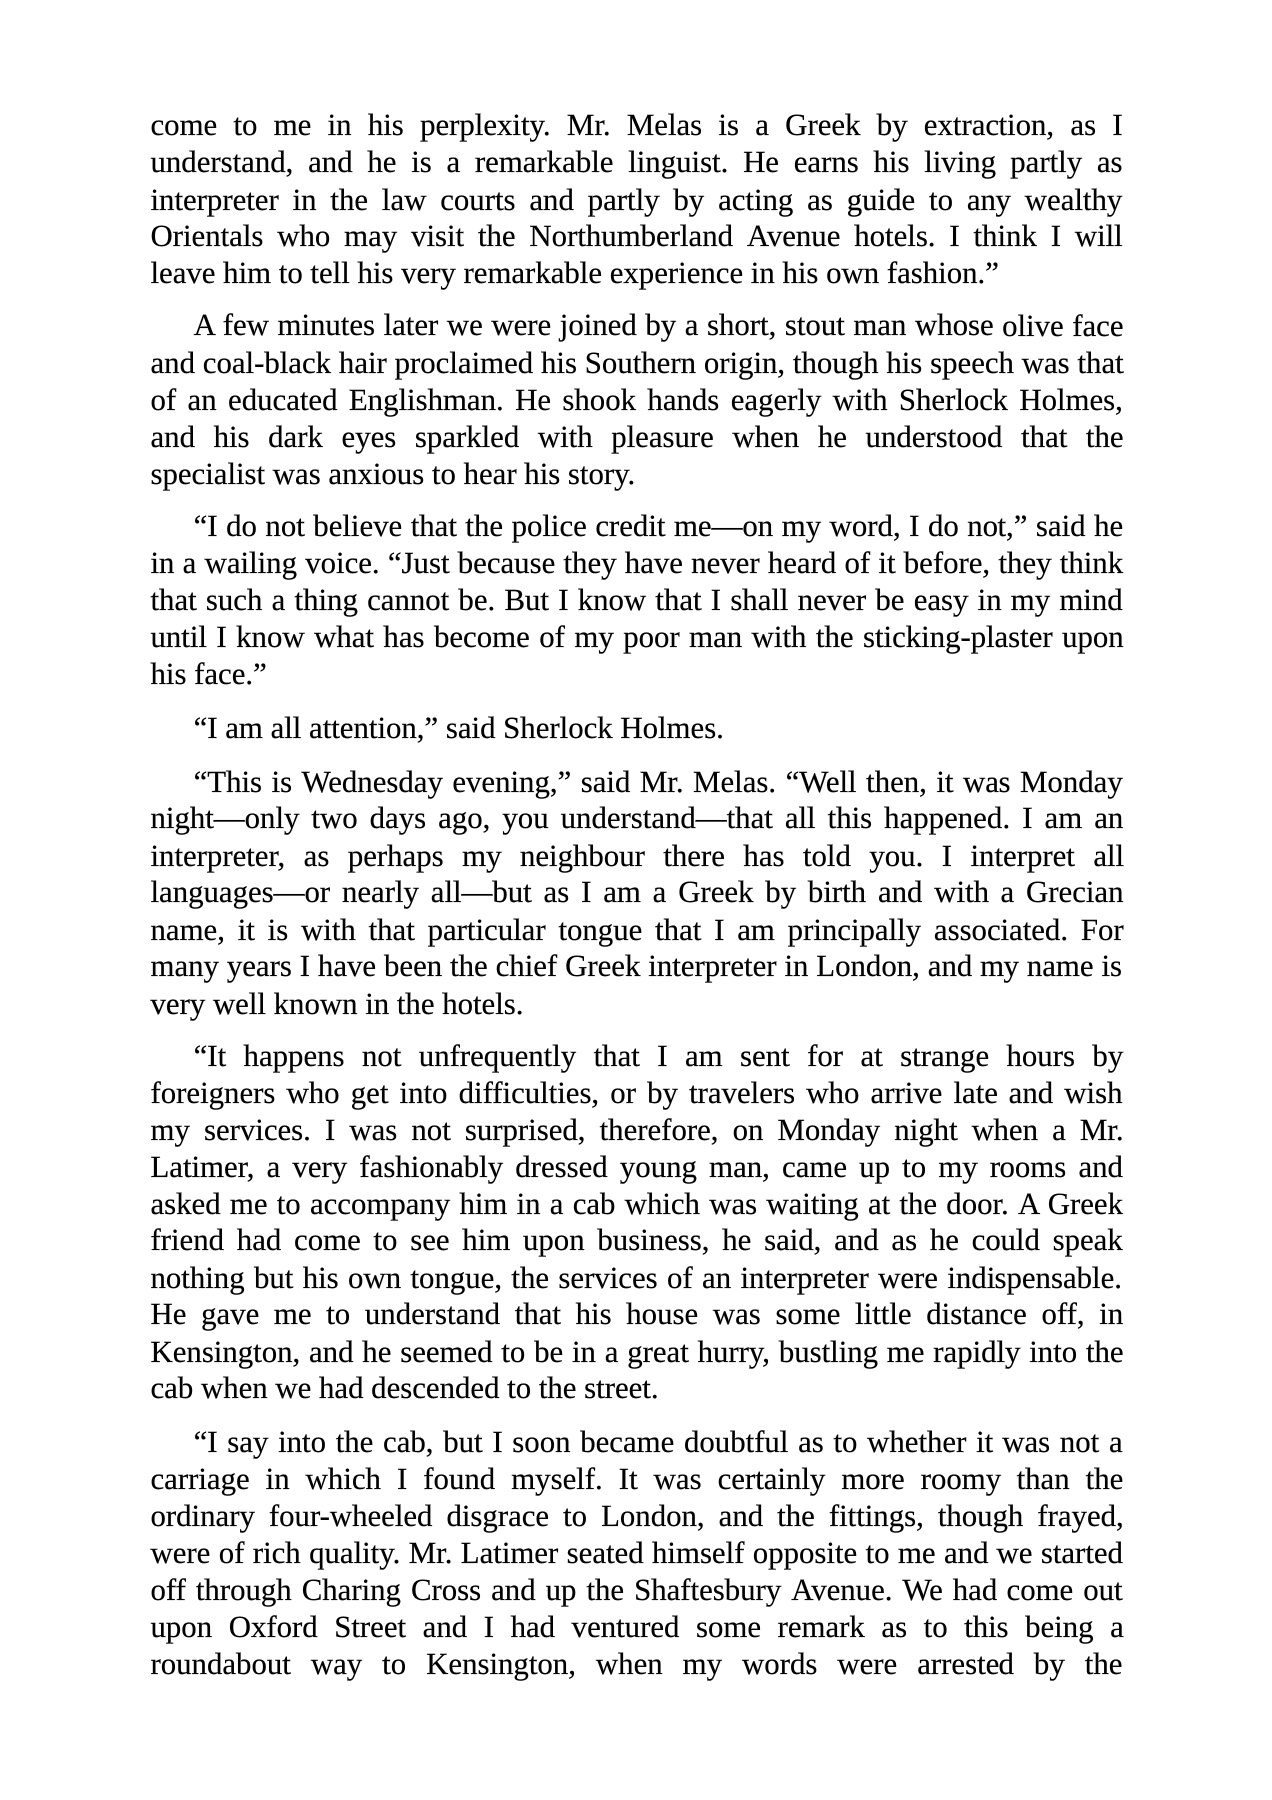 come to me in his perplexity. Mr. Melas is a Greek by extraction, as I
understand, and he is a remarkable linguist. He earns his living partly as
interpreter in the law courts and partly by acting as guide to any wealthy
Orientals who may visit the Northumberland Avenue hotels. I think I will
leave him to tell his very remarkable experience in his own fashion.”
A few minutes later we were joined by a short, stout man whose olive face
and coal-black hair proclaimed his Southern origin, though his speech was that
of an educated Englishman. He shook hands eagerly with Sherlock Holmes,
and his dark eyes sparkled with pleasure when he understood that the
specialist was anxious to hear his story.
“I do not believe that the police credit me—on my word, I do not,” said he
in a wailing voice. “Just because they have never heard of it before, they think
that such a thing cannot be. But I know that I shall never be easy in my mind
until I know what has become of my poor man with the sticking-plaster upon
his face.”
“I am all attention,” said Sherlock Holmes.
“This is Wednesday evening,” said Mr. Melas. “Well then, it was Monday
night—only two days ago, you understand—that all this happened. I am an
interpreter, as perhaps my neighbour there has told you. I interpret all
languages—or nearly all—but as I am a Greek by birth and with a Grecian
name, it is with that particular tongue that I am principally associated. For
many years I have been the chief Greek interpreter in London, and my name is
very well known in the hotels.
“It happens not unfrequently that I am sent for at strange hours by
foreigners who get into difficulties, or by travelers who arrive late and wish
my services. I was not surprised, therefore, on Monday night when a Mr.
Latimer, a very fashionably dressed young man, came up to my rooms and
asked me to accompany him in a cab which was waiting at the door. A Greek
friend had come to see him upon business, he said, and as he could speak
nothing but his own tongue, the services of an interpreter were indispensable.
He gave me to understand that his house was some little distance off, in
Kensington, and he seemed to be in a great hurry, bustling me rapidly into the
cab when we had descended to the street.
“I say into the cab, but I soon became doubtful as to whether it was not a
carriage in which I found myself. It was certainly more roomy than the
ordinary four-wheeled disgrace to London, and the fittings, though frayed,
were of rich quality. Mr. Latimer seated himself opposite to me and we started
off through Charing Cross and up the Shaftesbury Avenue. We had come out
upon Oxford Street and I had ventured some remark as to this being a
roundabout way to Kensington, when my words were arrested by the